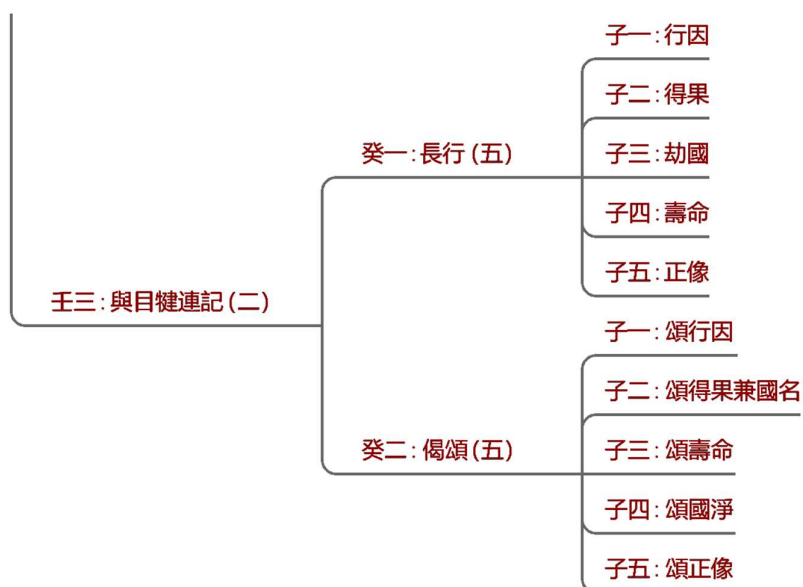 子一：行因
子二：得果
癸一：長行(五)
子三：劫國
子四：壽命
子五：正像
壬三：與目犍連記(二)
子一：頌行因
子二：頌得果兼國名
癸二：偈頌(五)
子三：頌壽命
子四：頌國淨
子五：頌正像